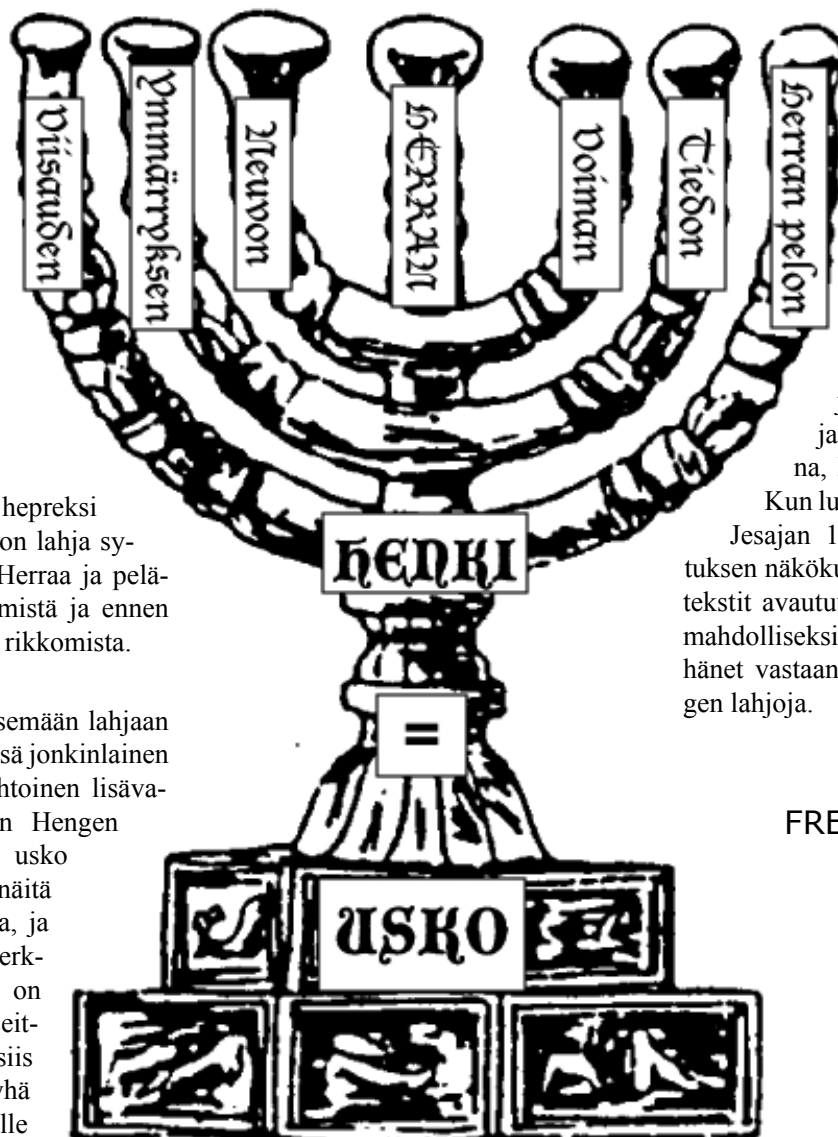 Viisauden
Ymmärryksen
Neuvon
HERRAN
Voiman
Tiedon
Herran pelon
HENKI
=
USKO
hepreksi
on lahja sy-
Herraa ja pelä-
mistä ja ennen
rikkomista.
semään lahjaan
sä jonkinlainen
htoinen lisäva-
n Hengen
usko
näitä
a, ja
erk-
on
eit-
siis
yhä
lle
ja
na,
Kun lu
Jesajan 1
tuksen näköku
tekstit avautu
mahdolliseksi
hänet vastaan
gen lahjoja.
FRE